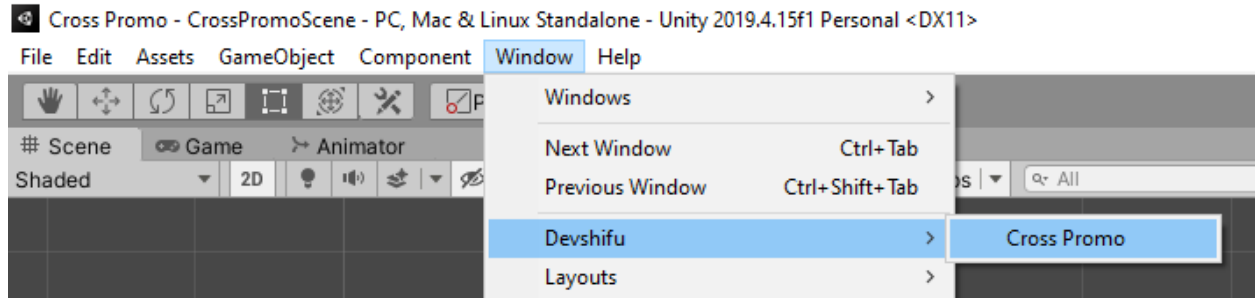 Cross Promo - CrossPromoScene - PC, Mac & Linux Standalone - Unity 2019.4.15f1 Personal <DX11>
File Edit Assets GameObject Component Window Help
P
Windows
# Scene Game Animator
Next Window Ctrl+Tab
Shaded 2D
Previous Window Ctrl+Shift+Tab
os All
Devshifu Cross Promo
Layouts